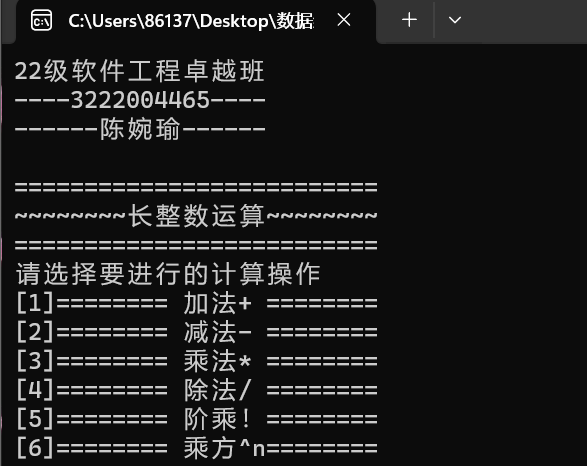 C:\Users\86137\Desktop\数据
22级软件工程卓越班
----3222004465----
------陈婉瑜------
==========================
~~~~~~~~长整数运算~~~~~~~~
==========================
请选择要进行的计算操作
[1]======== 加法+ ========
[2]======== 减法- ========
[3]======== 乘法* ========
[4]======== 除法/ ========
[5]======== 阶乘! ========
[6]======== 乘方^n========